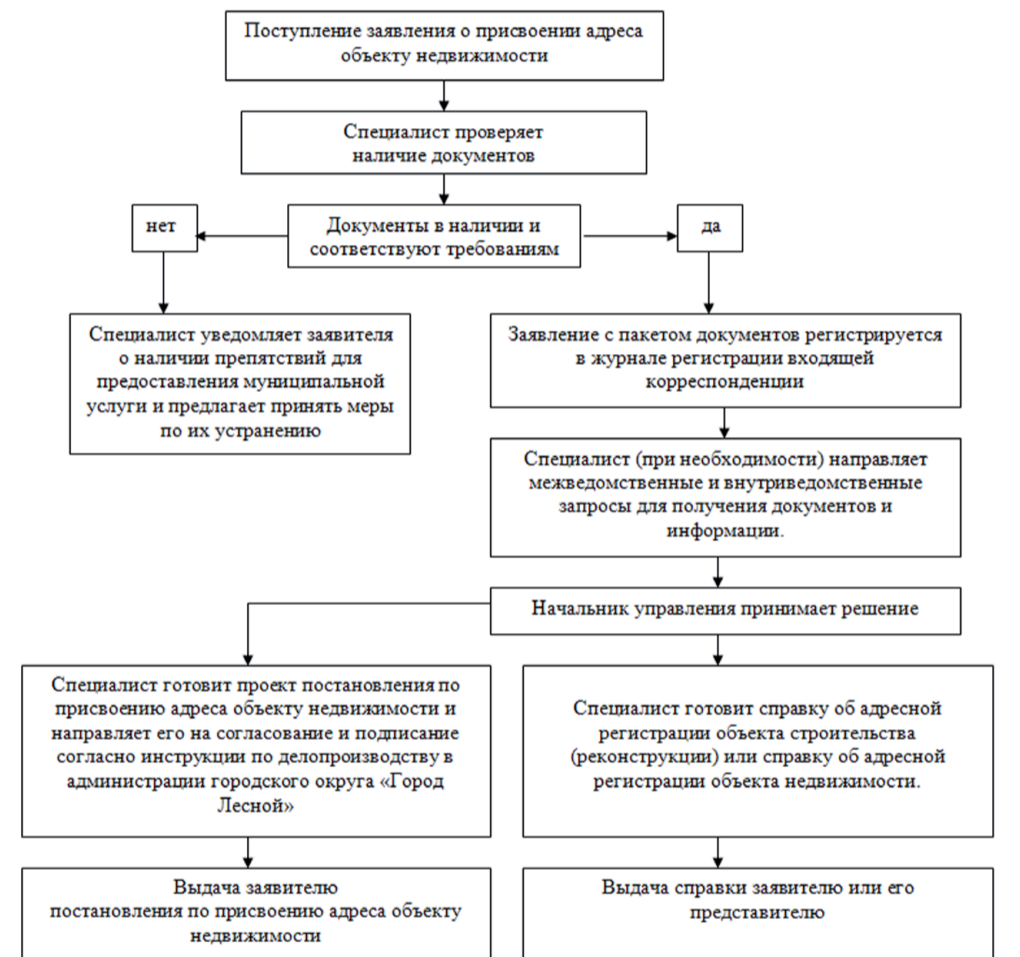 Поступление заявления о присвоении адреса
объекту недвижимости
Специалист проверяет
наличие документов
нет
Документы в наличии и
соответствуют требованиям
да
Специалист уведомляет заявителя
о наличии препятствий для
предоставления муниципальной
услуги и предлагает принять меры
по их устранению
Заявление с пакетом документов регистрируется
в журнале регистрации входящей
корреспонденции
Специалист (при необходимости) направляет
межведомственные и внутриведомственные
запросы для получения документов и
информации.
Начальник управления принимает решение
Специалист готовит проект постановления по
присвоению адреса объекту недвижимости и
направляет его на согласование и подписание
согласно инструкции по делопроизводству в
администрации городского округа «Город
Лесной»
Специалист готовит справку об адресной
регистрации объекта строительства
(реконструкции) или справку об адресной
регистрации объекта недвижимости.
Выдача заявителю
постановления по присвоению адреса объекту
недвижимости
Выдача справки заявителю или его
представителю